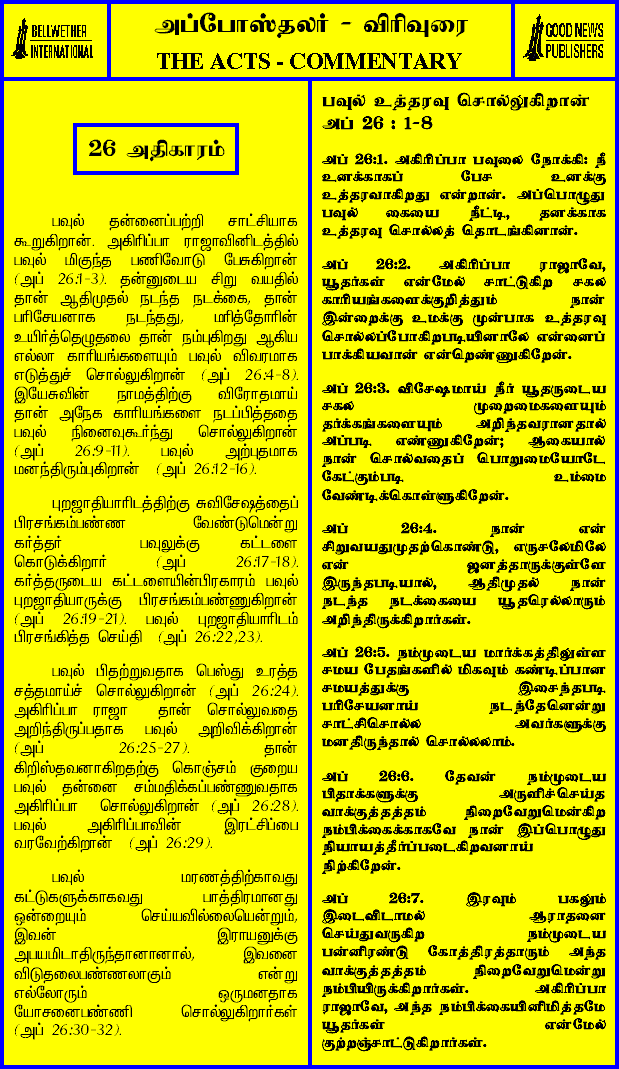 BELLWETHER
INTERNATIONAL
அப்போஸ்தலர் - விரிவுரை
THE ACTS - COMMENTARY
GOOD NEWS
PUBLISHERS
26 அதிகாரம்
பவுல் தன்னைப்பற்றி சாட்சியாக
கூறுகிறான். அகிரிப்பா ராஜாவினிடத்தில்
பவுல் மிகுந்த பணிவோடு பேசுகிறான்
(அப் 26:1-3). தன்னுடைய சிறு வயதில்
தான் ஆதிமுதல் நடந்த நடக்கை, தான்
பரிசேயனாக நடந்தது, மரித்தோரின்
உயிர்த்தெழுதலை தான் நம்புகிறது ஆகிய
எல்லா காரியங்களையும் பவுல் விவரமாக
எடுத்துச் சொல்லுகிறான் (அப் 26:4-8).
இயேசுவின் நாமத்திற்கு விரோதமாய்
தான் அநேக காரியங்களை நடப்பித்ததை
பவுல் நினைவுகூர்ந்து சொல்லுகிறான்
(அப் 26:9-11). பவுல் அற்புதமாக
மனந்திரும்புகிறான் (அப் 26:12-16).
புறஜாதியாரிடத்திற்கு சுவிசேஷத்தைப்
பிரசங்கம்பண்ண வேண்டுமென்று
கர்த்தர் பவுலுக்கு கட்டளை
கொடுக்கிறார் (அப் 26:17-18).
கர்த்தருடைய கட்டளையின்பிரகாரம் பவுல்
புறஜாதியாருக்கு பிரசங்கம்பண்ணுகிறான்
(அப் 26:19-21). பவுல் புறஜாதியாரிடம்
பிரசங்கித்த செய்தி (அப் 26:22,23).
பவுல் பிதற்றுவதாக பெஸ்து உரத்த
சத்தமாய்ச் சொல்லுகிறான் (அப் 26:24).
அகிரிப்பா ராஜா தான் சொல்லுவதை
அறிந்திருப்பதாக பவுல் அறிவிக்கிறான்
(அப் 26:25-27). தான்
கிறிஸ்தவனாகிறதற்கு கொஞ்சம் குறைய
பவுல் தன்னை சம்மதிக்கப்பண்ணுவதாக
அகிரிப்பா சொல்லுகிறான் (அப் 26:28).
பவுல் அகிரிப்பாவின் இரட்சிப்பை
வரவேற்கிறான் (அப் 26:29).
பவுல் மரணத்திற்காவது
கட்டுகளுக்காகவது பாத்திரமானது
ஒன்றையும் செய்யவில்லையென்றும்,
இவன் இராயனுக்கு
அபயமிடாதிருந்தானானால், இவனை
விடுதலைபண்ணலாகும் என்று
எல்லோரும் ஒருமனதாக
யோசனைபண்ணி சொல்லுகிறார்கள்
(அப் 26:30-32).
பவுல் உத்தரவு சொல்லுகிறான்
அப் 26 : 1-8
அப் 26:1. அகிரிப்பா பவுலை நோக்கி: நீ
உனக்காகப் பேச உனக்கு
உத்தரவாகிறது என்றான். அப்பொழுது
பவுல் கையை நீட்டி, தனக்காக
உத்தரவு சொல்லத் தொடங்கினான்.
அப் 26:2. அகிரிப்பா ராஜாவே,
யூதர்கள் என்மேல் சாட்டுகிற சகல
காரியங்களைக்குறித்தும் நான்
இன்றைக்கு உமக்கு முன்பாக உத்தரவு
சொல்லப்போகிறபடியினாலே என்னைப்
பாக்கியவான் என்றெண்ணுகிறேன்.
அப் 26:3. விசேஷமாய் நீர் யூதருடைய
சகல முறைமைகளையும்
தர்க்கங்களையும் அறிந்தவரானதால்
அப்படி எண்ணுகிறேன்; ஆகையால்
நான் சொல்வதைப் பொறுமையோடே
கேட்கும்படி உம்மை
வேண்டிக்கொள்ளுகிறேன்.
அப் 26:4. நான் என்
சிறுவயதுமுதற்கொண்டு, எருசலேமிலே
என் ஜனத்தாருக்குள்ளே
இருந்தபடியால், ஆதிமுதல் நான்
நடந்த நடக்கையை யூதரெல்லாரும்
அறிந்திருக்கிறார்கள்.
அப் 26:5. நம்முடைய மார்க்கத்திலுள்ள
சமய பேதங்களில் மிகவும் கண்டிப்பான
சமயத்துக்கு இசைந்தபடி
பரிசேயனாய் நடந்தேனென்று
சாட்சிசொல்ல அவர்களுக்கு
மனதிருந்தால் சொல்லலாம்.
அப் 26:6. தேவன் நம்முடைய
பிதாக்களுக்கு அருளிச்செய்த
வாக்குத்தத்தம் நிறைவேறுமென்கிற
நம்பிக்கைக்காகவே நான் இப்பொழுது
நியாயத்தீர்ப்படைகிறவனாய்
நிற்கிறேன்.
அப் 26:7. இரவும் பகலும்
இடைவிடாமல் ஆராதனை
செய்துவருகிற நம்முடைய
பன்னிரண்டு கோத்திரத்தாரும் அந்த
வாக்குத்தத்தம் நிறைவேறுமென்று
நம்பியிருக்கிறார்கள். அகிரிப்பா
ராஜாவே, அந்த நம்பிக்கையினிமித்தமே
யூதர்கள் என்மேல்
குற்றஞ்சாட்டுகிறார்கள்.